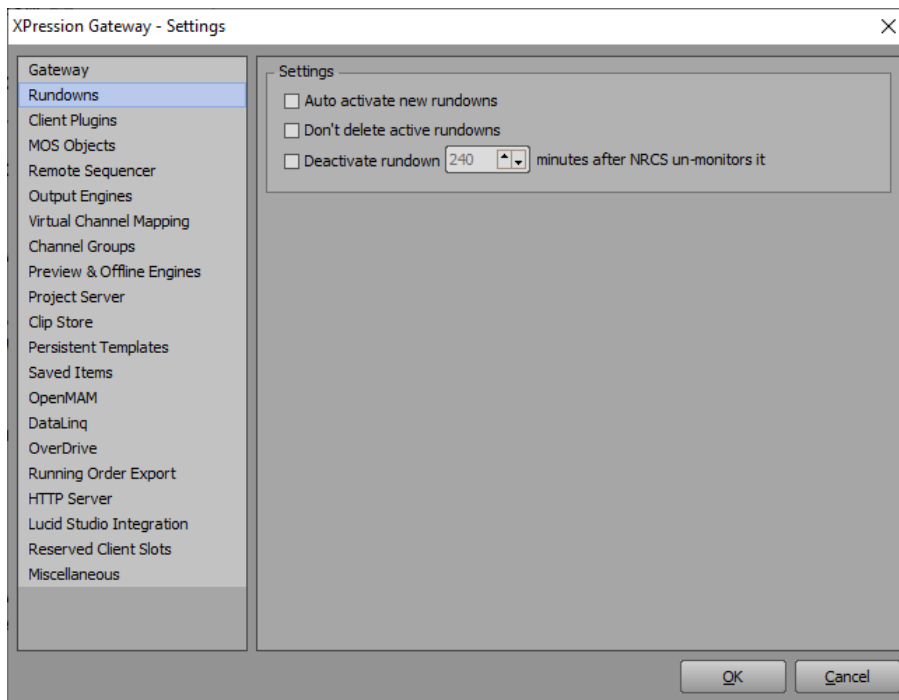 XPression Gateway - Settings
Gateway
Rundowns
Client Plugins
MOS Objects
Remote Sequencer
Output Engines
Virtual Channel Mapping
Channel Groups
Preview & Offline Engines
Project Server
Clip Store
Persistent Templates
Saved Items
OpenMAM
DataLinq
OverDrive
Running Order Export
HTTP Server
Lucid Studio Integration
Reserved Client Slots
Miscellaneous
Settings
Auto activate new rundowns
Don't delete active rundowns
Deactivate rundown 240 minutes after NRCS un-monitors it
OK
Cancel